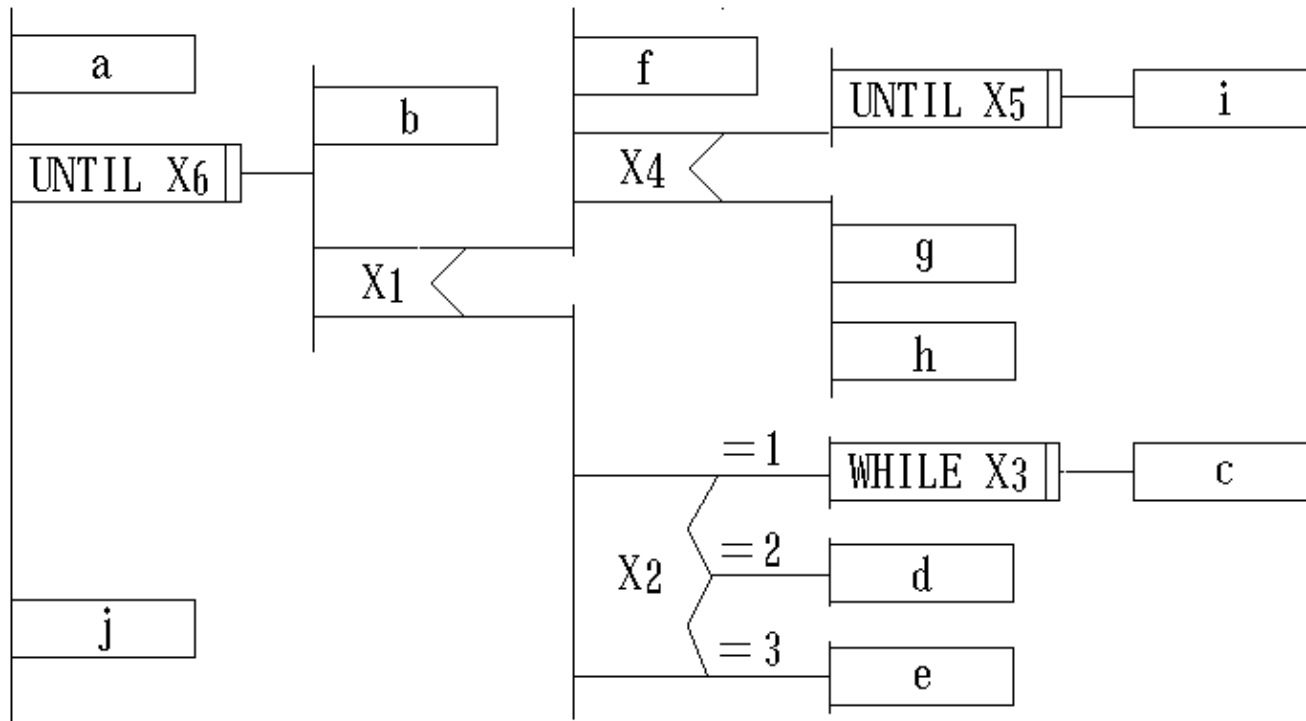 a
f
UNTIL X5
i
b
UNTIL X6
X4
g
X1
h
=1
WHILE X3
c
=2
X2
d
j
=3
e